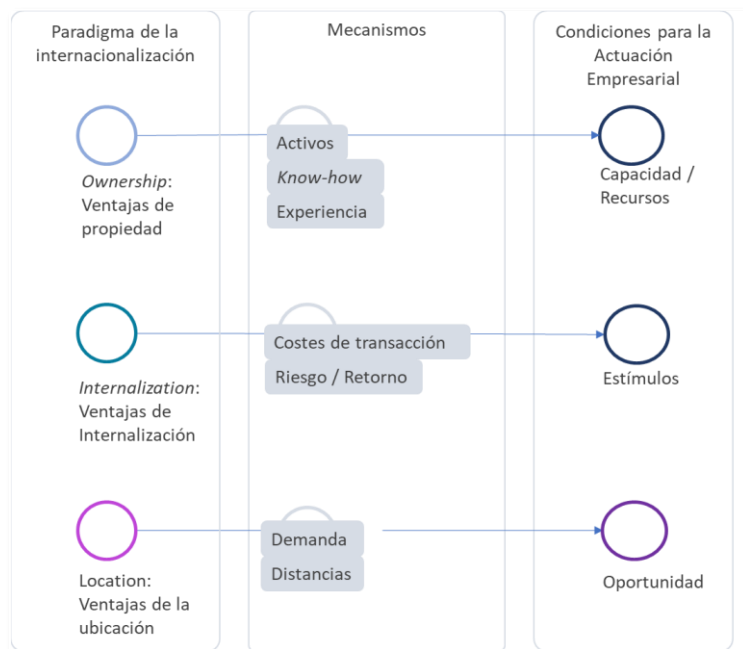 Paradigma de la
internacionalización
Mecanismos
Condiciones para la
Actuación
Empresarial
Ownership:
Ventajas de
propiedad
Activos
Know-how
Experiencia
Capacidad /
Recursos
Internalization:
Ventajas de
Internalización
Costes de transacción
Riesgo / Retorno
Estímulos
Location:
Ventajas de la
ubicación
Demanda
Distancias
Oportunidad